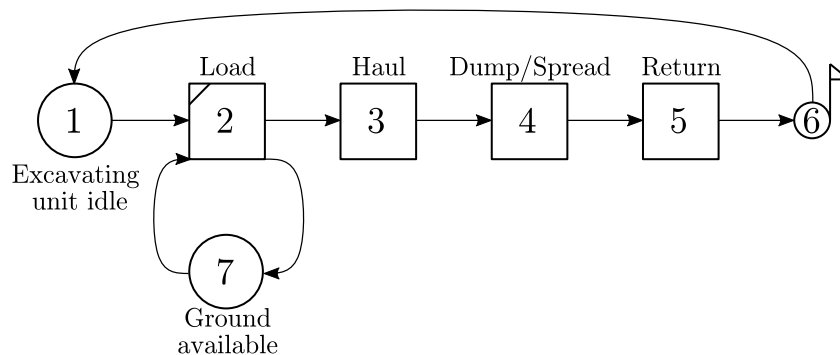 Load
Haul
Dump/Spread
Return
1
2
3
4
5
6
Excavating
unit idle
7
Ground
available